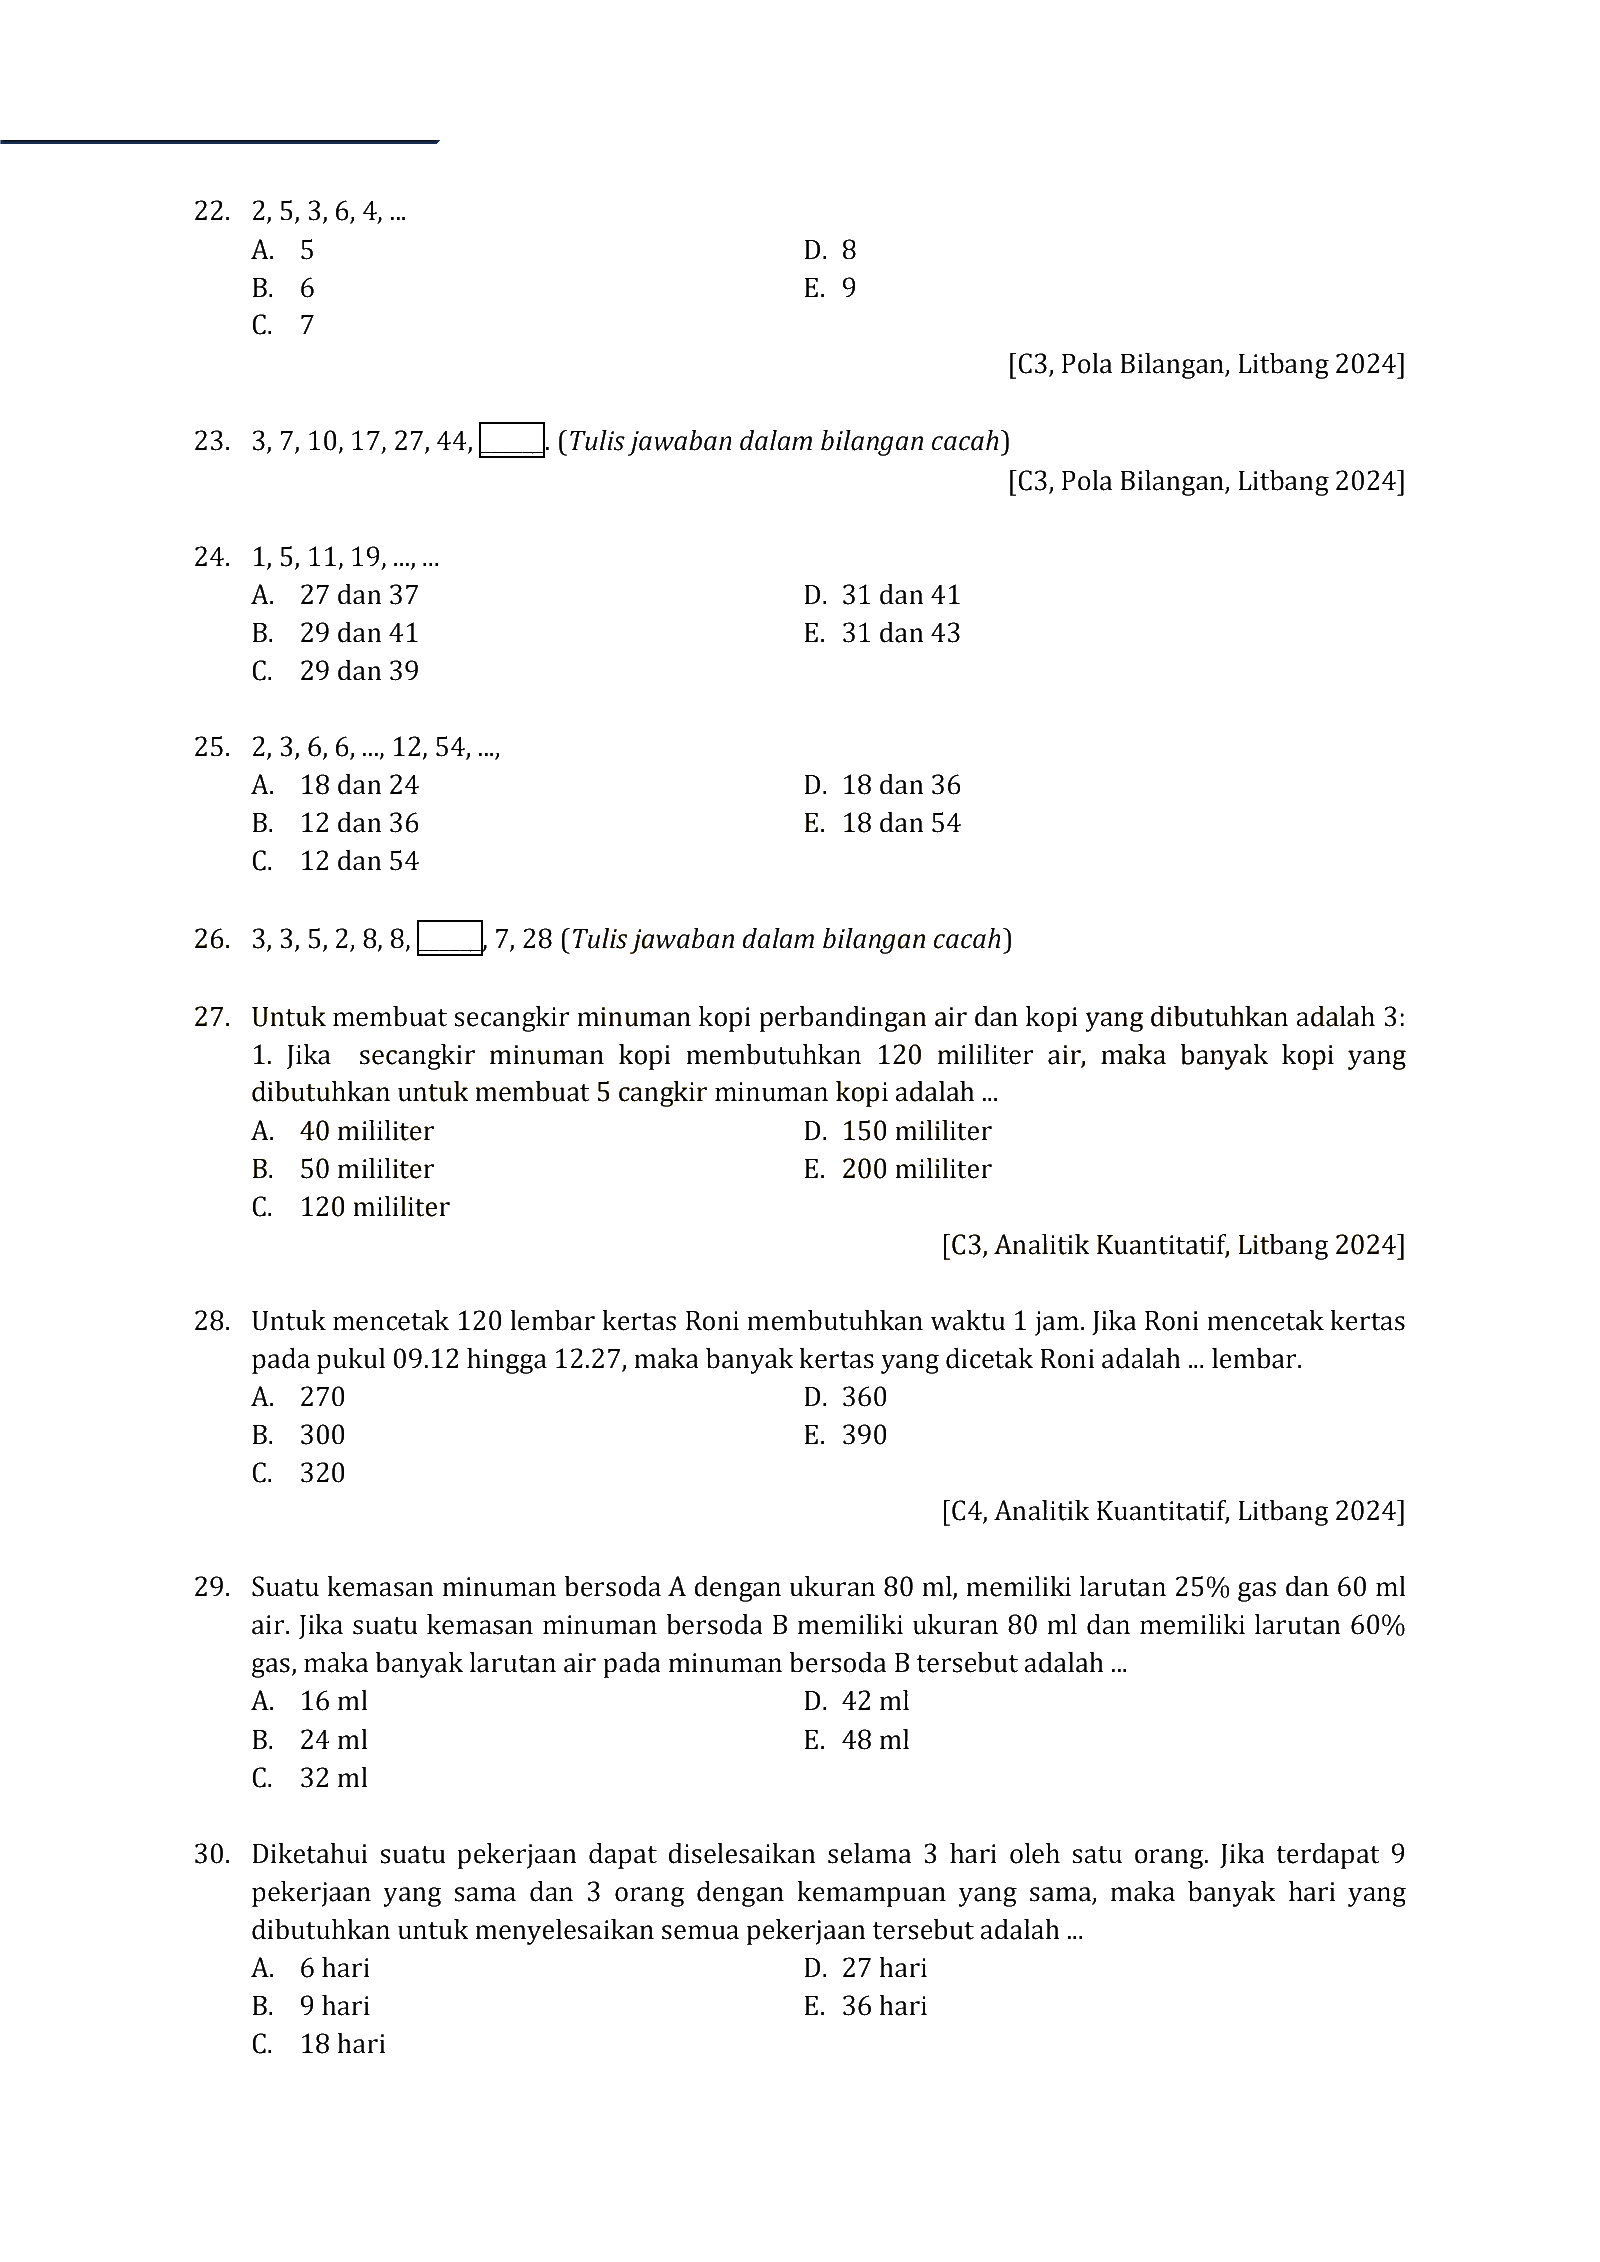 22. 2, 5, 3, 6, 4, ...
A. 5
B. 6
C. 7
D. 8
E. 9
[C3, Pola Bilangan, Litbang 2024]
23. 3, 7, 10, 17, 27, 44, _____. (Tulis jawaban dalam bilangan cacah)
[C3, Pola Bilangan, Litbang 2024]
24. 1, 5, 11, 19, ..., ...
A. 27 dan 37
B. 29 dan 41
C. 29 dan 39
D. 31 dan 41
E. 31 dan 43
25. 2, 3, 6, 6, ..., 12, 54, ...,
A. 18 dan 24
B. 12 dan 36
C. 12 dan 54
D. 18 dan 36
E. 18 dan 54
26. 3, 3, 5, 2, 8, 8, _____, 7, 28 (Tulis jawaban dalam bilangan cacah)
27. Untuk membuat secangkir minuman kopi perbandingan air dan kopi yang dibutuhkan adalah 3:
1. Jika secangkir minuman kopi membutuhkan 120 mililiter air, maka banyak kopi yang
dibutuhkan untuk membuat 5 cangkir minuman kopi adalah ...
A. 40 mililiter
B. 50 mililiter
C. 120 mililiter
D. 150 mililiter
E. 200 mililiter
[C3, Analitik Kuantitatif, Litbang 2024]
28. Untuk mencetak 120 lembar kertas Roni membutuhkan waktu 1 jam. Jika Roni mencetak kertas
pada pukul 09.12 hingga 12.27, maka banyak kertas yang dicetak Roni adalah ... lembar.
A. 270
B. 300
C. 320
D. 360
E. 390
[C4, Analitik Kuantitatif, Litbang 2024]
29. Suatu kemasan minuman bersoda A dengan ukuran 80 ml, memiliki larutan 25% gas dan 60 ml
air. Jika suatu kemasan minuman bersoda B memiliki ukuran 80 ml dan memiliki larutan 60%
gas, maka banyak larutan air pada minuman bersoda B tersebut adalah ...
A. 16 ml
B. 24 ml
C. 32 ml
D. 42 ml
E. 48 ml
30. Diketahui suatu pekerjaan dapat diselesaikan selama 3 hari oleh satu orang. Jika terdapat 9
pekerjaan yang sama dan 3 orang dengan kemampuan yang sama, maka banyak hari yang
dibutuhkan untuk menyelesaikan semua pekerjaan tersebut adalah ...
A. 6 hari
B. 9 hari
C. 18 hari
D. 27 hari
E. 36 hari